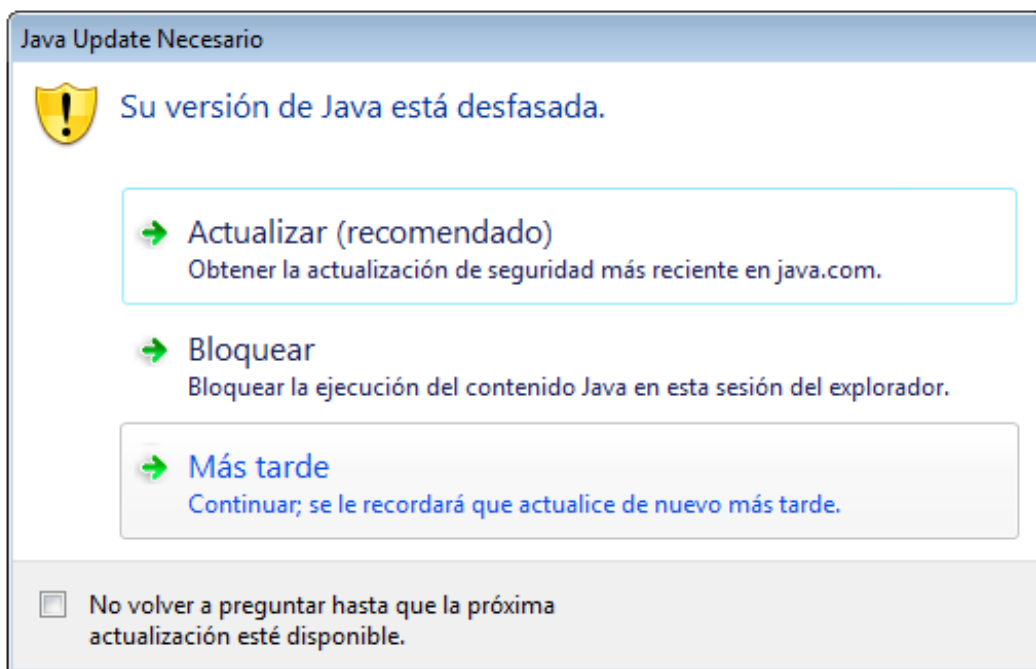 Java Update Necesario
Su versión de Java está desfasada.
Actualizar (recomendado)
Obtener la actualización de seguridad más reciente en java.com.
Bloquear
Bloquear la ejecución del contenido Java en esta sesión del explorador.
Más tarde
Continuar; se le recordará que actualice de nuevo más tarde.
No volver a preguntar hasta que la próxima
actualización esté disponible.